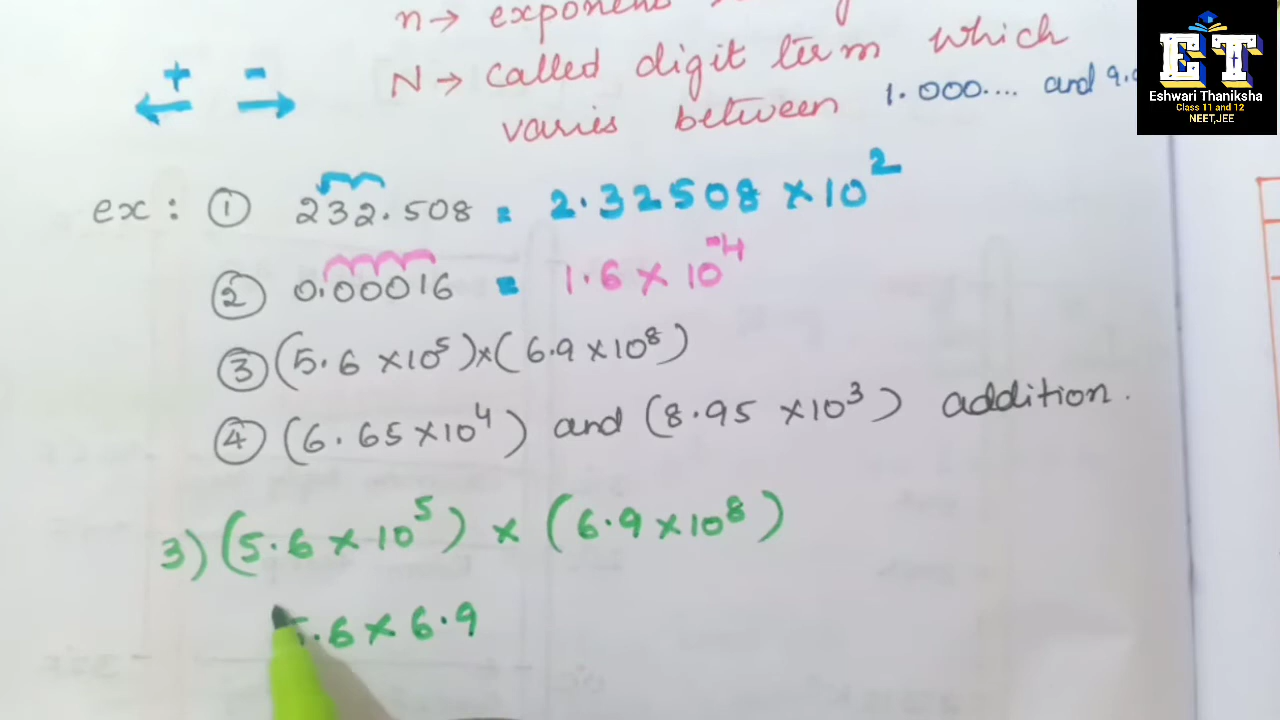 n → exponent
N → called digit term which
varies between 1.000.... and 9.
+ -
ex: ① 232.508 = 2.32508 × 10²
② 0.00016 = 1.6 × 10⁻⁴
③ (5.6 × 10⁵) × (6.9 × 10⁸)
④ (6.65 × 10⁴) and (8.95 × 10³) addition.
3) (5.6 × 10⁵) × (6.9 × 10⁸)
5.6 × 6.9
ET
Eshwari Thaniksha
Class 11 and 12
NEET,JEE